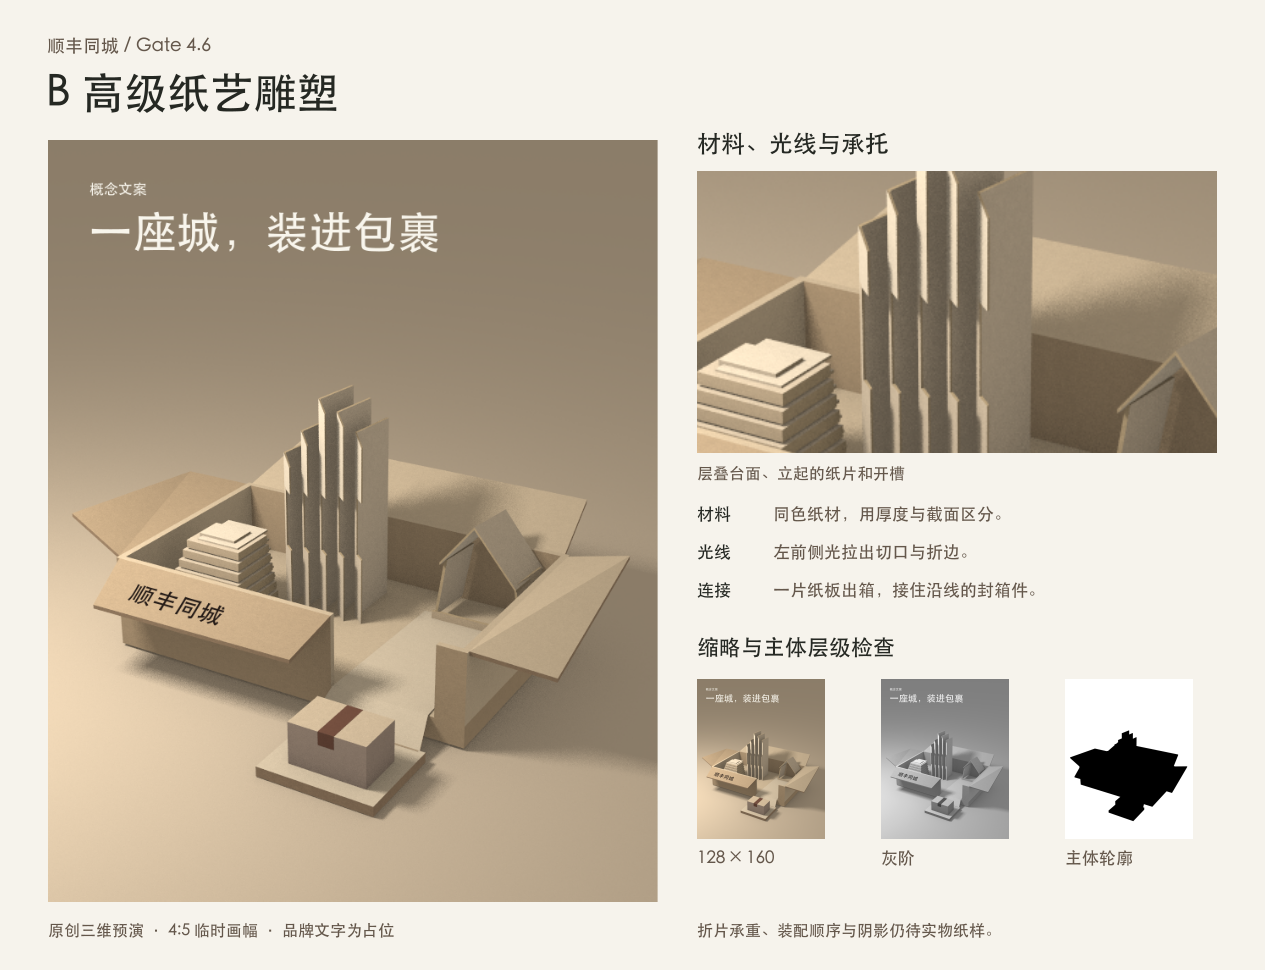 顺丰同城 / Gate 4.6
B 高级纸艺雕塑
概念文案
一座城，装进包裹
顺丰同城
原创三维预演 · 4:5 临时画幅 · 品牌文字为占位
材料、光线与承托
层叠台面、立起的纸片和开槽
材料 同色纸材，用厚度与截面区分。
光线 左前侧光拉出切口与折边。
连接 一片纸板出箱，接住沿线的封箱件。
缩略与主体层级检查
一座城，装进包裹
顺丰同城
一座城，装进包裹
顺丰同城
128 × 160
灰阶
主体轮廓
折片承重、装配顺序与阴影仍待实物纸样。